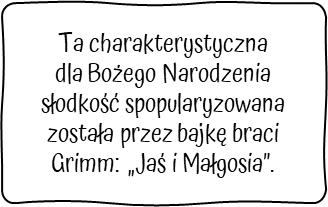 Ta charakterystyczna
dla Bożego Narodzenia
słodkość spopularyzowana
została przez bajkę braci
Grimm: „Jaś i Małgosia”.